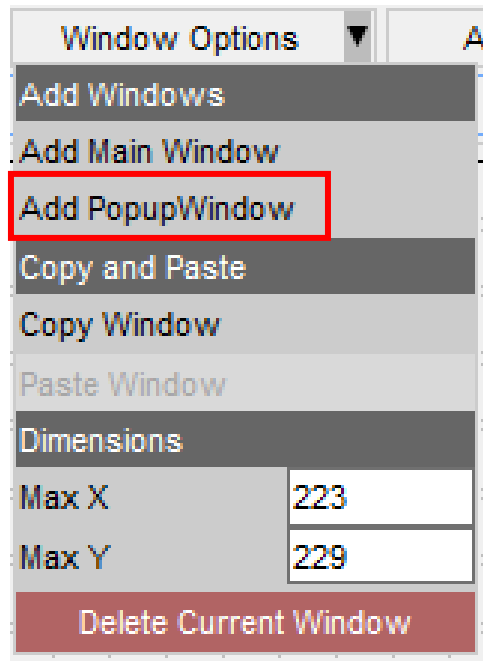 Window Options ▼ A
Add Windows
Add Main Window
Add PopupWindow
Copy and Paste
Copy Window
Paste Window
Dimensions
Max X 223
Max Y 229
Delete Current Window